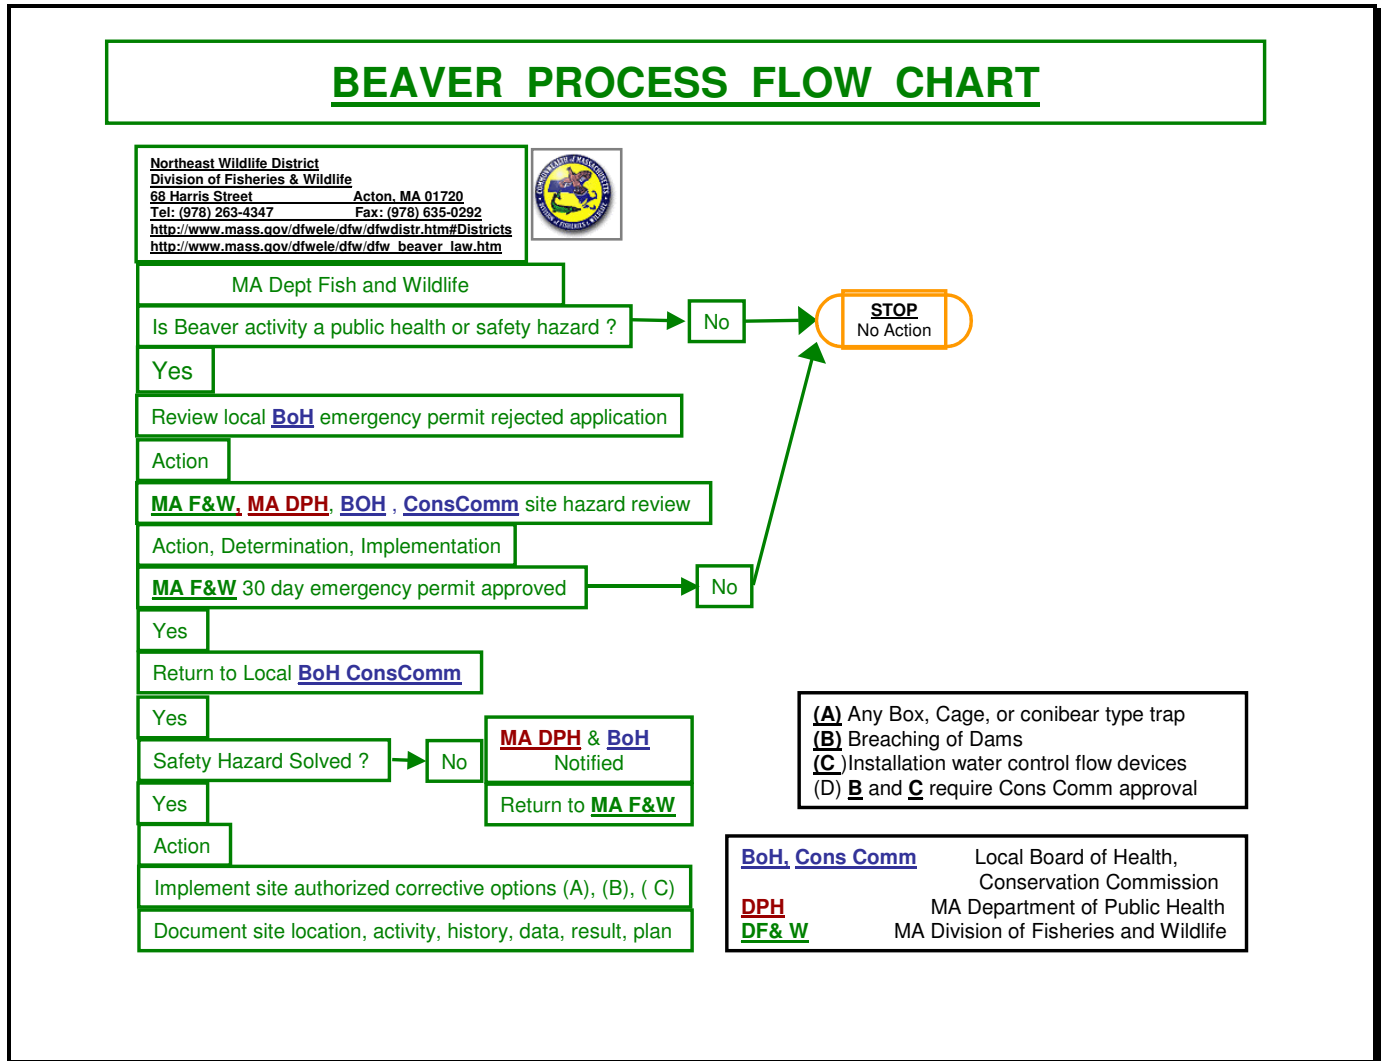 BEAVER PROCESS FLOW CHART
Northeast Wildlife District
Division of Fisheries & Wildlife
68 Harris Street Acton, MA 01720
Tel: (978) 263-4347 Fax: (978) 635-0292
http://www.mass.gov/dfwele/dfw/dfwdistr.htm#Districts
http://www.mass.gov/dfwele/dfw/dfw_beaver_law.htm
COMMONWEALTH of MASSACHUSETTS
DIVISION of FISHERIES & WILDLIFE
MA Dept Fish and Wildlife
Is Beaver activity a public health or safety hazard ?
No
STOP
No Action
Yes
Review local BoH emergency permit rejected application
Action
MA F&W, MA DPH, BOH , ConsComm site hazard review
Action, Determination, Implementation
MA F&W 30 day emergency permit approved
No
Yes
Return to Local BoH ConsComm
Yes
Safety Hazard Solved ?
No
MA DPH & BoH
Notified
Return to MA F&W
Yes
Action
Implement site authorized corrective options (A), (B), ( C)
Document site location, activity, history, data, result, plan
(A) Any Box, Cage, or conibear type trap
(B) Breaching of Dams
(C )Installation water control flow devices
(D) B and C require Cons Comm approval
BoH, Cons Comm Local Board of Health,
Conservation Commission
DPH MA Department of Public Health
DF& W MA Division of Fisheries and Wildlife